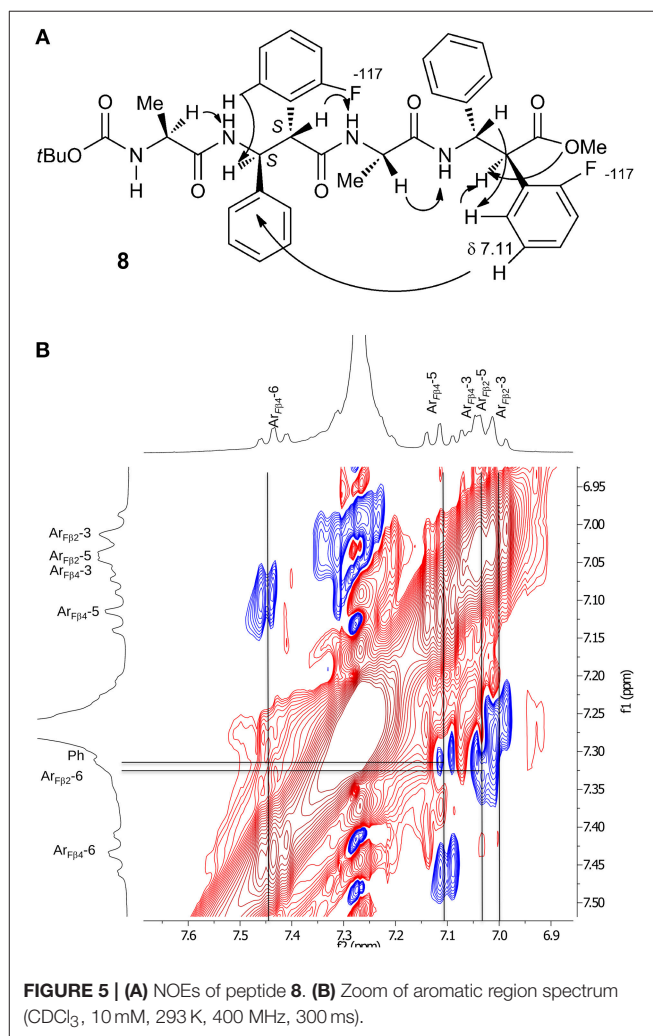 A
-117
F
H
Me
H
H
N
S
H
H
N
O
OMe
O
tBuO
N
H
O
H
S
O
Me
H
O
N
H
H
H
F
-117
8
δ 7.11
H
B
ArFβ4-6
ArFβ4-5
ArFβ4-3
ArFβ2-5
ArFβ2-3
ArFβ2-3
ArFβ2-5
ArFβ4-3
ArFβ4-5
Ph
ArFβ2-6
ArFβ4-6
6.95
7.00
7.05
7.10
7.15
7.20
7.25
7.30
7.35
7.40
7.45
7.50
f1 (ppm)
7.6 7.5 7.4 7.3 7.2 7.1 7.0 6.9
f2 (ppm)
FIGURE 5 | (A) NOEs of peptide 8. (B) Zoom of aromatic region spectrum
(CDCl₃, 10 mM, 293 K, 400 MHz, 300 ms).